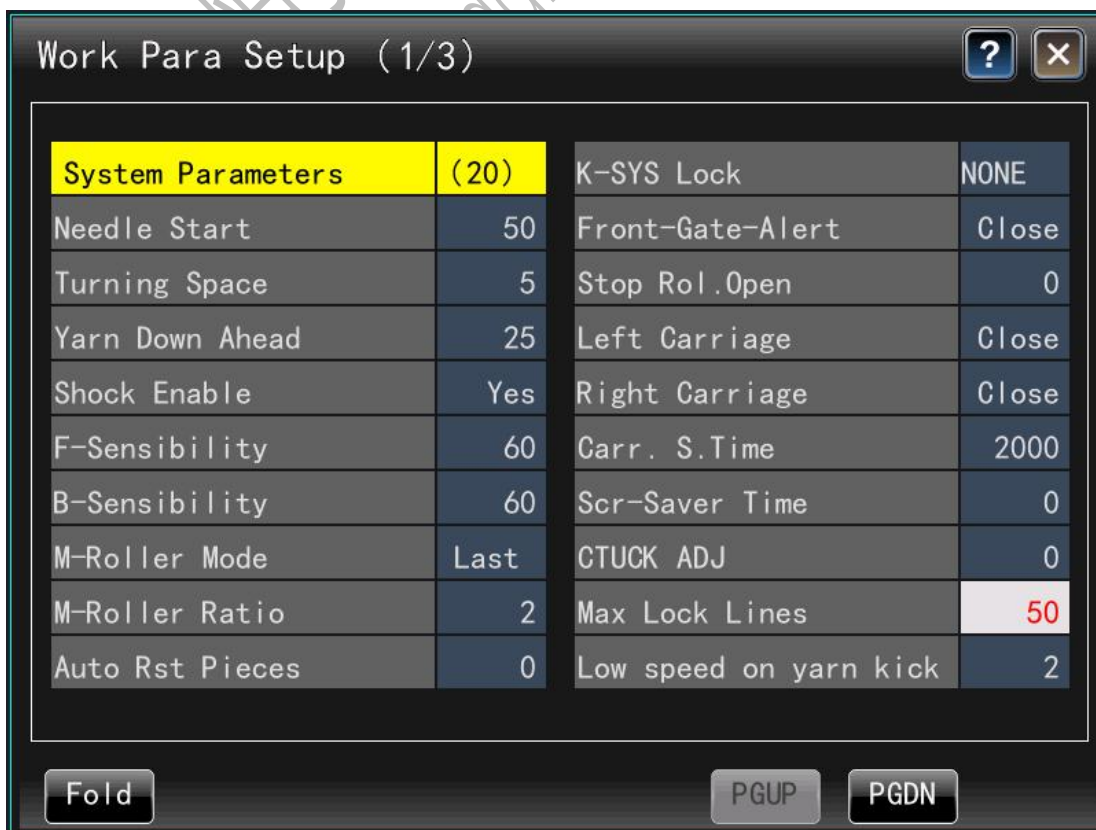 Work Para Setup (1/3)
? ×
System Parameters (20)
Needle Start 50
Turning Space 5
Yarn Down Ahead 25
Shock Enable Yes
F-Sensibility 60
B-Sensibility 60
M-Roller Mode Last
M-Roller Ratio 2
Auto Rst Pieces 0
K-SYS Lock NONE
Front-Gate-Alert Close
Stop Rol.Open 0
Left Carriage Close
Right Carriage Close
Carr. S.Time 2000
Scr-Saver Time 0
CTUCK ADJ 0
Max Lock Lines 50
Low speed on yarn kick 2
Fold PGUP PGDN